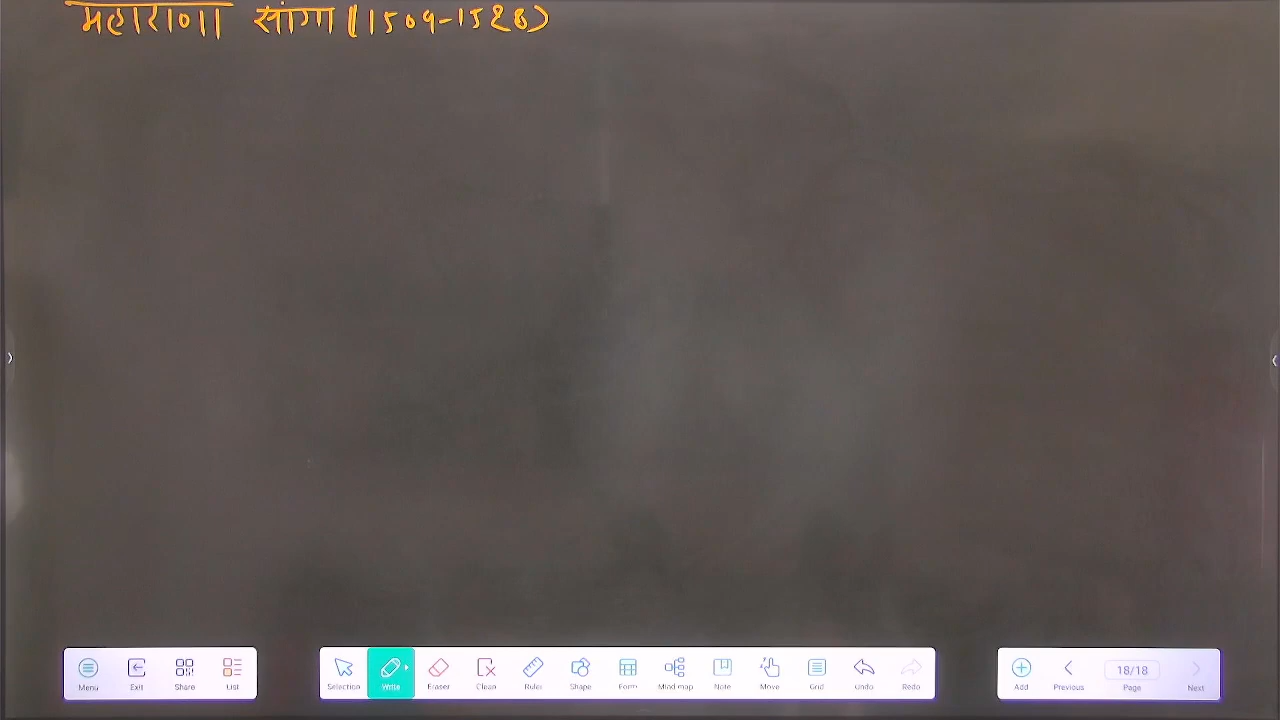 महाराणा सांगा (1509-1528)
Menu Exit Share List Selection Write Eraser Clean Ruler Shape Form Mind map Note Move Grid Undo Redo Add Previous 18/18 Page Next